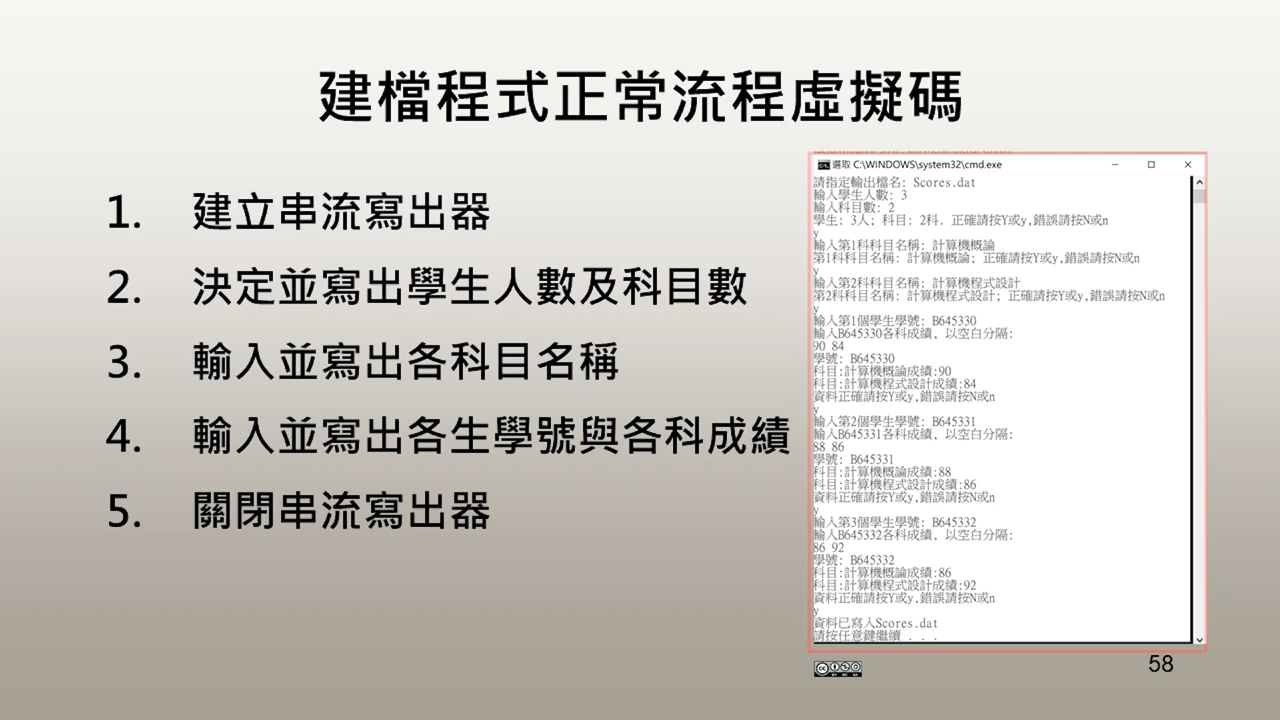 建檔程式正常流程虛擬碼
1. 建立串流寫出器
2. 決定並寫出學生人數及科目數
3. 輸入並寫出各科目名稱
4. 輸入並寫出各生學號與各科成績
5. 關閉串流寫出器
選取 C:\WINDOWS\system32\cmd.exe
請指定輸出檔名: Scores.dat
輸入學生人數: 3
輸入科目數: 2
學生: 3人; 科目: 2科. 正確請按Y或y,錯誤請按N或n
y
輸入第1科科目名稱: 計算機概論
第1科科目名稱: 計算機概論; 正確請按Y或y,錯誤請按N或n
y
輸入第2科科目名稱: 計算機程式設計
第2科科目名稱: 計算機程式設計; 正確請按Y或y,錯誤請按N或n
y
輸入第1個學生學號: B645330
輸入B645330各科成績, 以空白分隔:
90 84
學號: B645330
科目:計算機概論成績:90
科目:計算機程式設計成績:84
資料正確請按Y或y,錯誤請按N或n
y
輸入第2個學生學號: B645331
輸入B645331各科成績, 以空白分隔:
88 86
學號: B645331
科目:計算機概論成績:88
科目:計算機程式設計成績:86
資料正確請按Y或y,錯誤請按N或n
y
輸入第3個學生學號: B645332
輸入B645332各科成績, 以空白分隔:
86 92
學號: B645332
科目:計算機概論成績:86
科目:計算機程式設計成績:92
資料正確請按Y或y,錯誤請按N或n
y
資料已寫入Scores.dat
請按任意鍵繼續 . . .
58